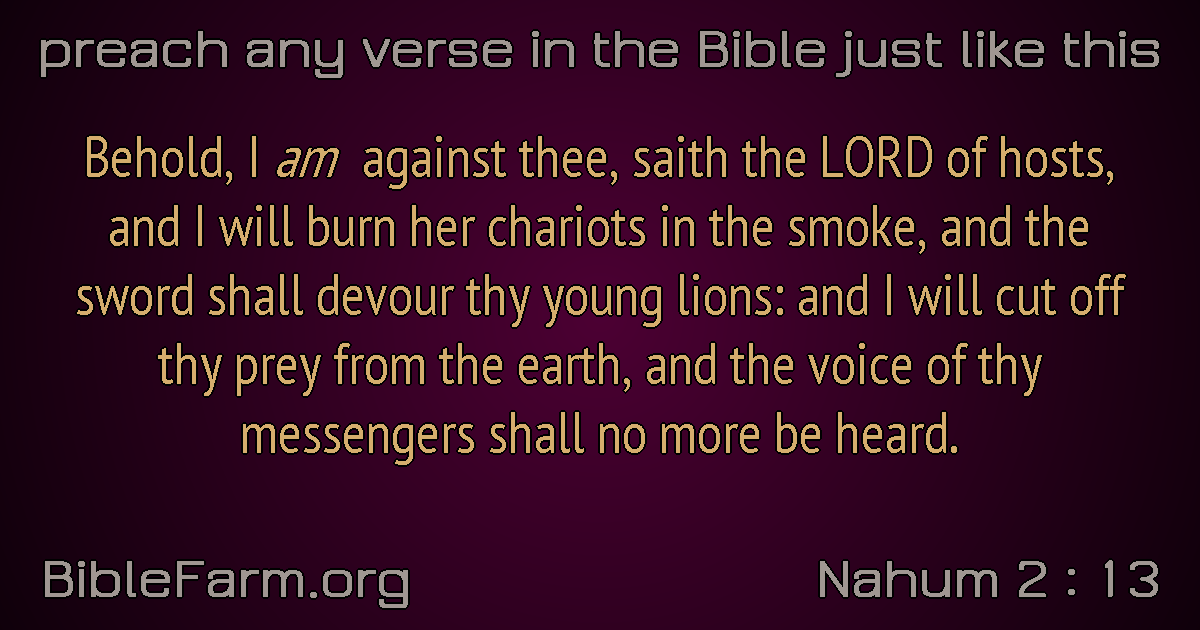 preach any verse in the Bible just like this
Behold, I am against thee, saith the LORD of hosts,
and I will burn her chariots in the smoke, and the
sword shall devour thy young lions: and I will cut off
thy prey from the earth, and the voice of thy
messengers shall no more be heard.
BibleFarm.org
Nahum 2 : 13